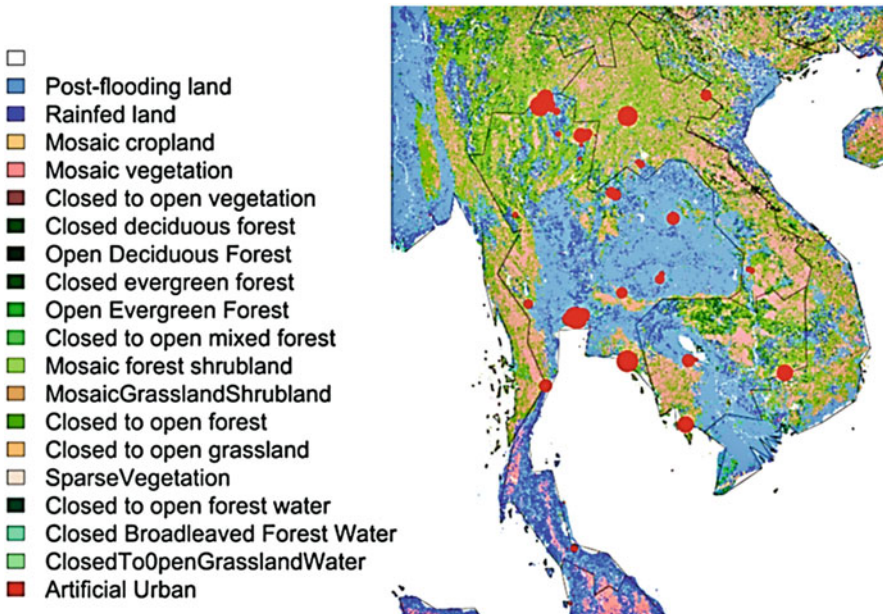 Post-flooding land
Rainfed land
Mosaic cropland
Mosaic vegetation
Closed to open vegetation
Closed deciduous forest
Open Deciduous Forest
Closed evergreen forest
Open Evergreen Forest
Closed to open mixed forest
Mosaic forest shrubland
MosaicGrasslandShrubland
Closed to open forest
Closed to open grassland
SparseVegetation
Closed to open forest water
Closed Broadleaved Forest Water
ClosedTo0penGrasslandWater
Artificial Urban